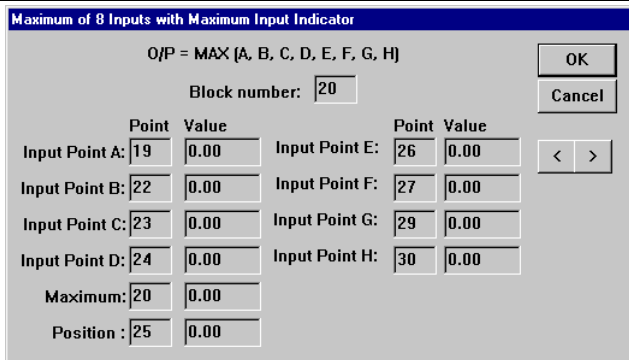 Maximum of 8 Inputs with Maximum Input Indicator
O/P = MAX (A, B, C, D, E, F, G, H)
OK
Block number: 20
Cancel
Point Value Point Value
Input Point A: 19 0.00 Input Point E: 26 0.00
< >
Input Point B: 22 0.00 Input Point F: 27 0.00
Input Point C: 23 0.00 Input Point G: 29 0.00
Input Point D: 24 0.00 Input Point H: 30 0.00
Maximum: 20 0.00
Position : 25 0.00